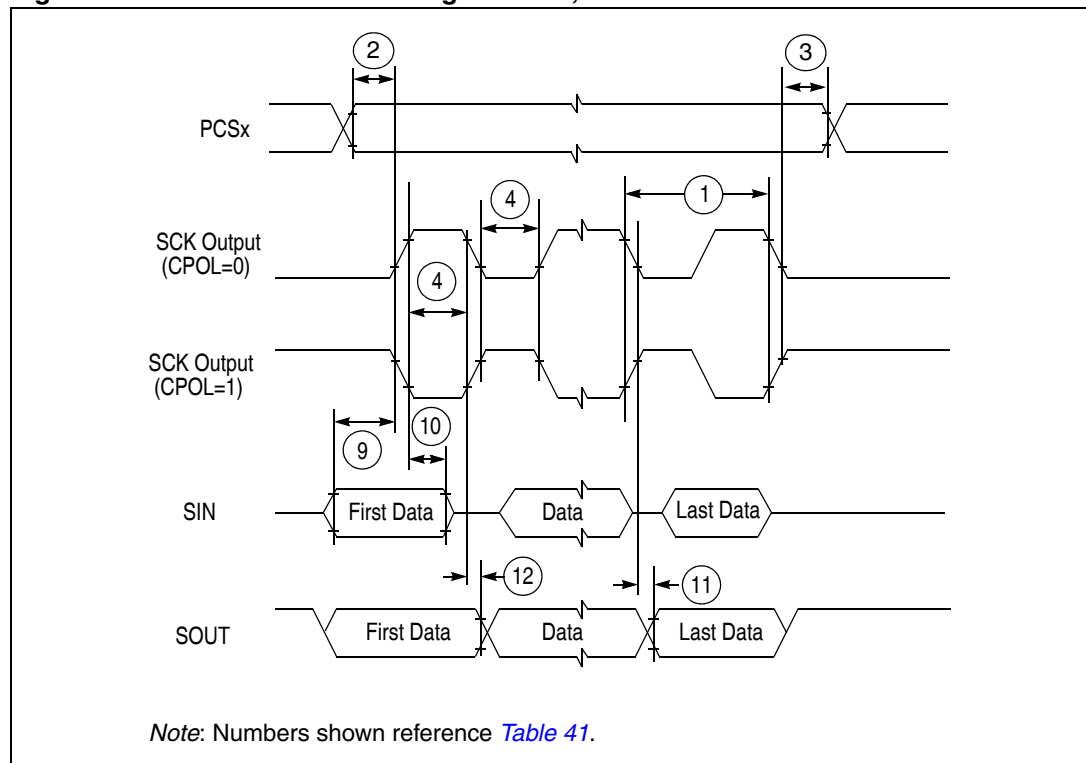 2
3
PCSx
1
4
SCK Output
(CPOL=0)
4
SCK Output
(CPOL=1)
10
9
SIN
First Data
Data
Last Data
12
11
SOUT
First Data
Data
Last Data
Note: Numbers shown reference Table 41.